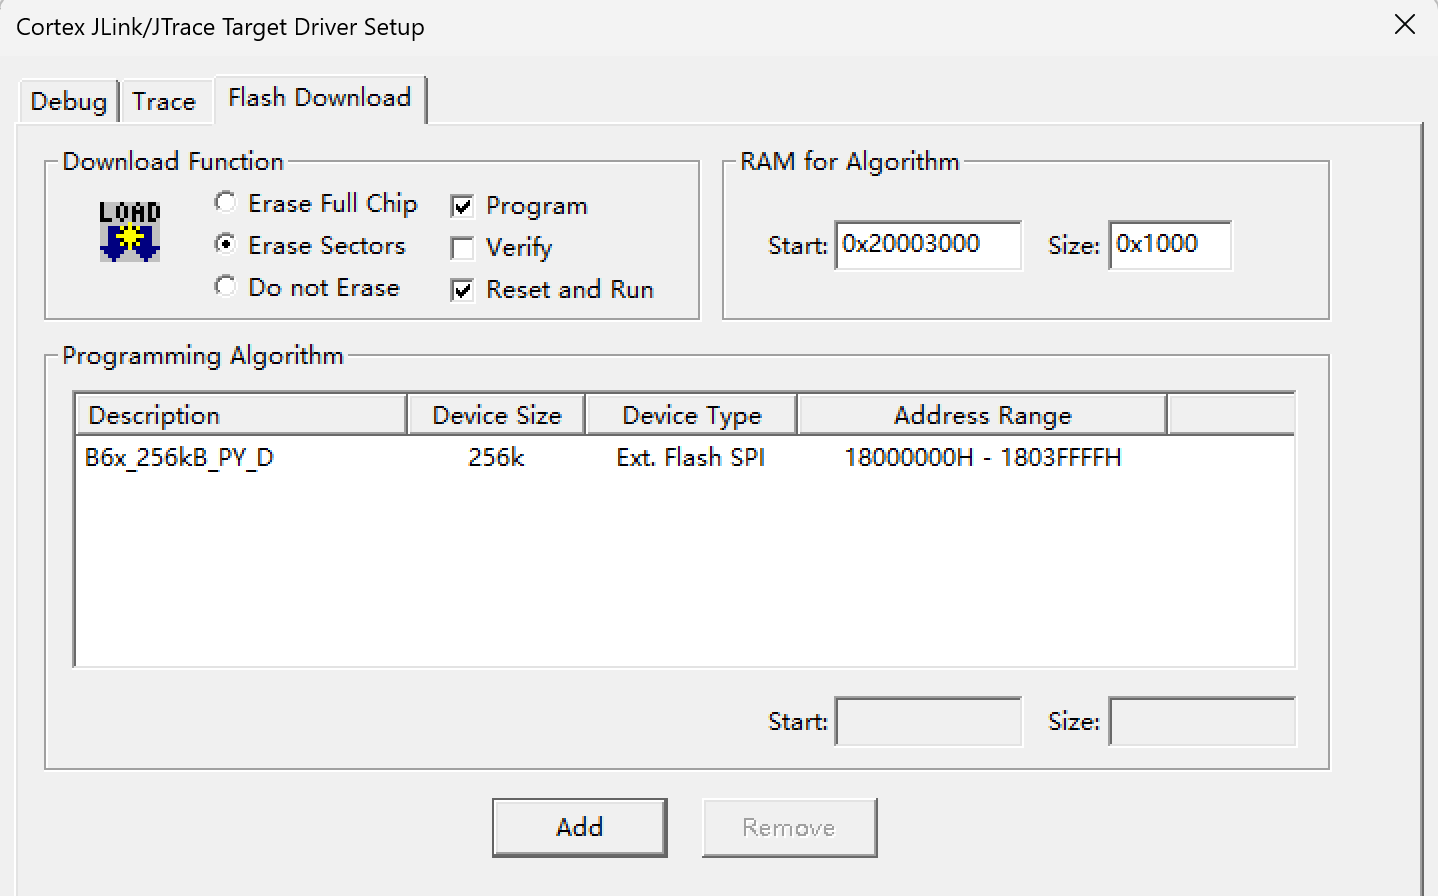 Cortex JLink/JTrace Target Driver Setup
Debug Trace Flash Download
Download Function
LOAD
Erase Full Chip
Erase Sectors
Do not Erase
Program
Verify
Reset and Run
RAM for Algorithm
Start: 0x20003000 Size: 0x1000
Programming Algorithm
Description Device Size Device Type Address Range
B6x_256kB_PY_D 256k Ext. Flash SPI 18000000H - 1803FFFFH
Start: Size:
Add Remove